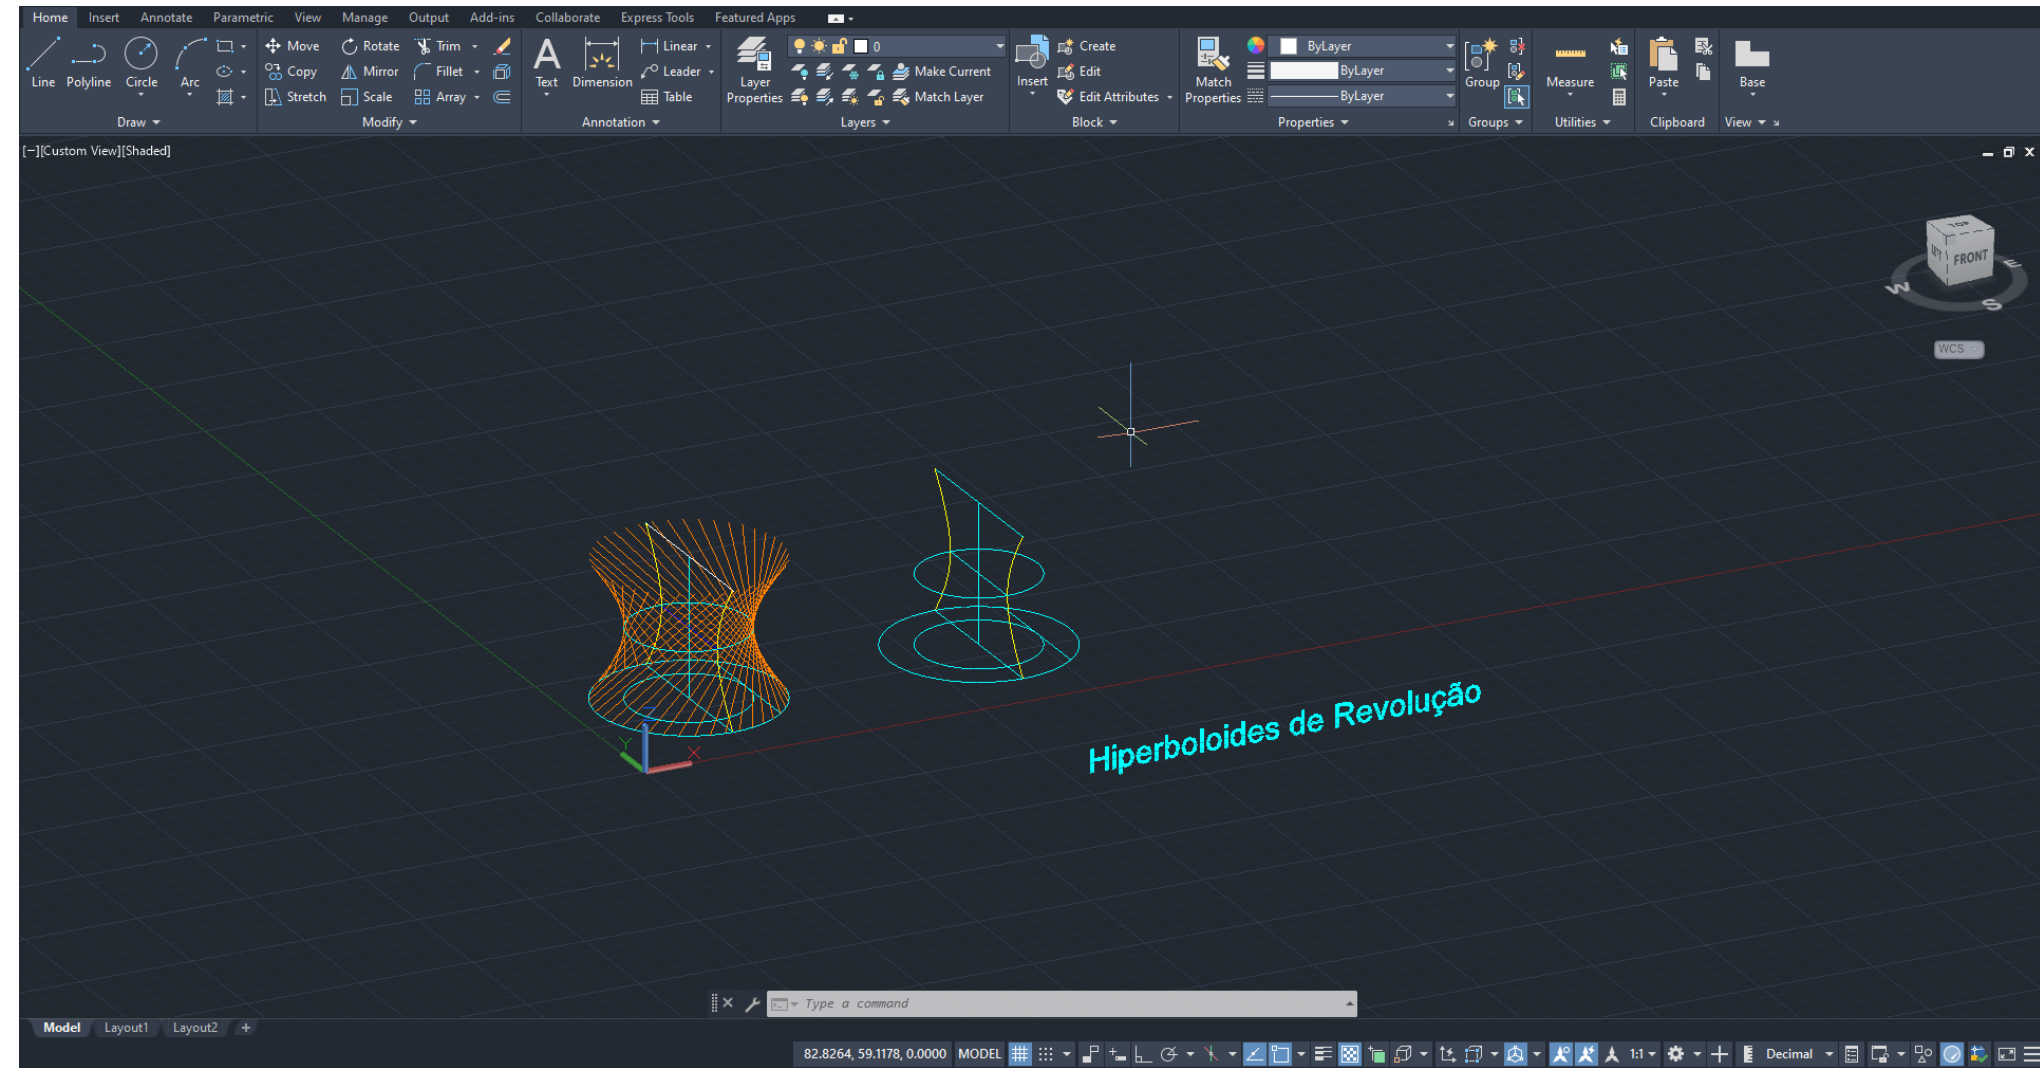 Home Insert Annotate Parametric View Manage Output Add-ins Collaborate Express Tools Featured Apps
Line Polyline Circle Arc
Move Rotate Trim
Copy Mirror Fillet
Stretch Scale Array
Text Dimension
Linear
Leader
Table
Layer Properties
0
Make Current
Match Layer
Insert
Create
Edit
Edit Attributes
Match Properties
ByLayer
ByLayer
ByLayer
Group
Measure
Paste
Base
Draw Modify Annotation Layers Block Properties Groups Utilities Clipboard View
[−][Custom View][Shaded]
TOP
LEFT FRONT
W S E
WCS
Z
Y X
Hiperboloides de Revolução
Type a command
Model Layout1 Layout2 +
82.8264, 59.1178, 0.0000 MODEL 1:1 Decimal